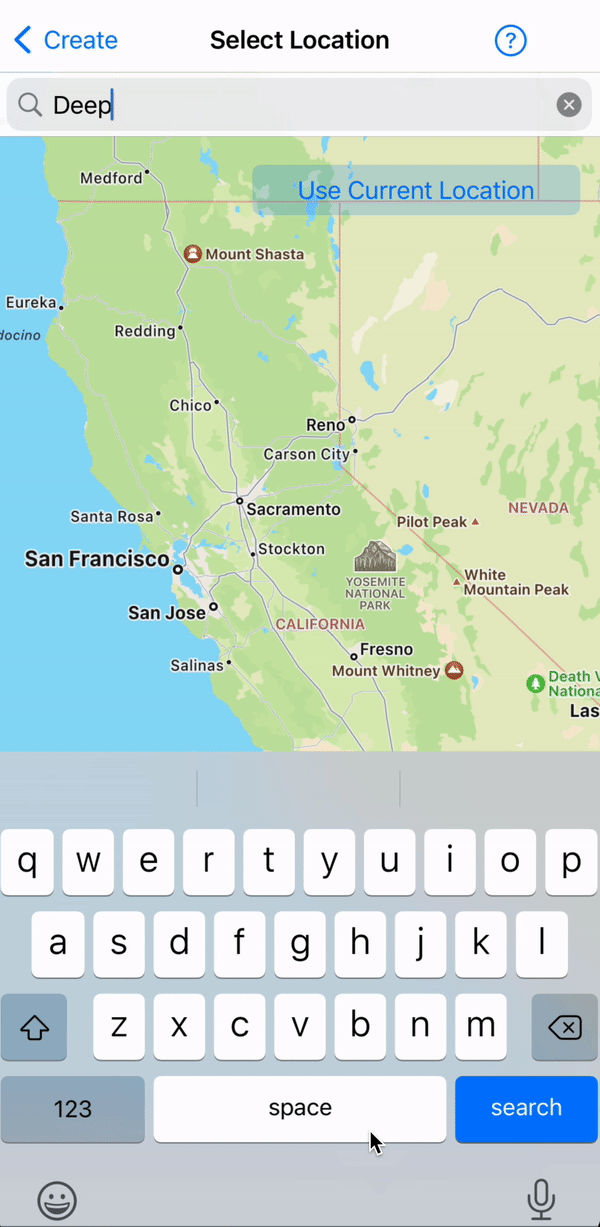 Create
Select Location
?
Deep
Medford
Use Current Location
Mount Shasta
Eureka
docino
Redding
Chico
Reno
Carson City
Sacramento
Santa Rosa
Pilot Peak
NEVADA
San Francisco
Stockton
YOSEMITE
NATIONAL
PARK
White
Mountain Peak
San Jose
CALIFORNIA
Fresno
Salinas
Mount Whitney
Death V
Nationa
Las
q w e r t y u i o p
a s d f g h j k l
z x c v b n m
123
space
search